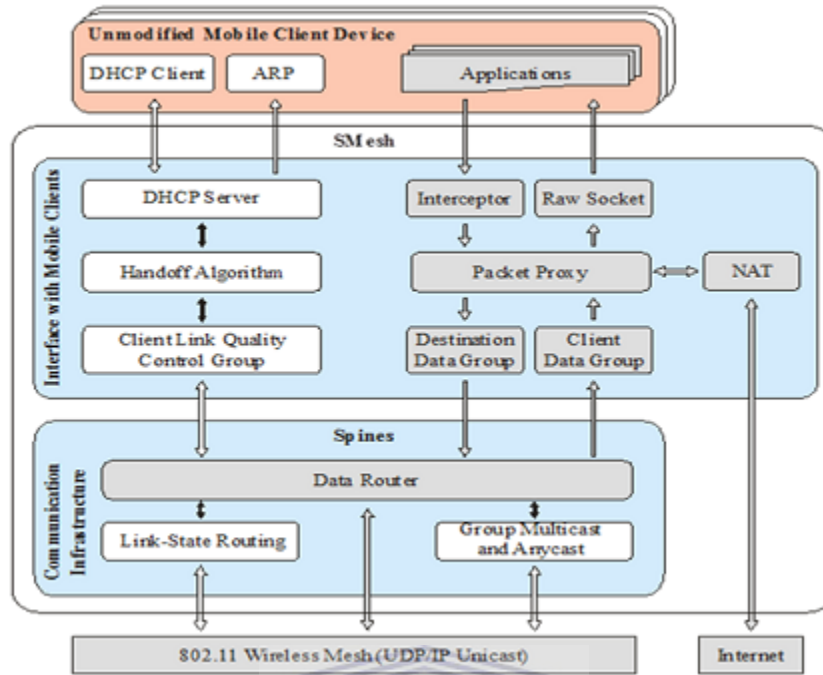 Unmodified Mobile Client Device
DHCP Client
ARP
Applications
SMesh
Interface with Mobile Clients
DHCP Server
Interceptor
Raw Socket
Handoff Algorithm
Packet Proxy
NAT
Client Link Quality
Control Group
Destination
Data Group
Client
Data Group
Communication
Infrastructure
Spines
Data Router
Link-State Routing
Group Multicast
and Anycast
802.11 Wireless Mesh (UDP/IP Unicast)
Internet